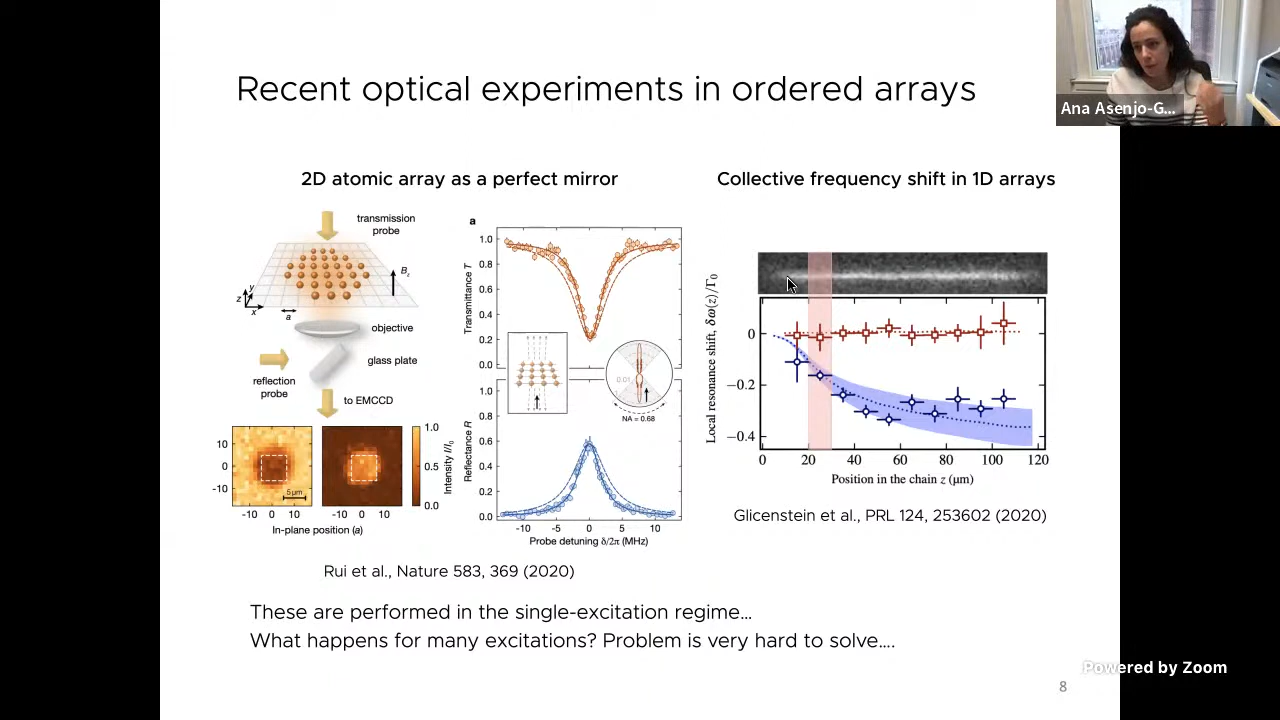 Recent optical experiments in ordered arrays
Ana Asenjo-G...
2D atomic array as a perfect mirror
Collective frequency shift in 1D arrays
transmission
probe
B_z
z
y
x
a
objective
glass plate
reflection
probe
to EMCCD
10
0
-10
-10 0 10
-10 0 10
5 μm
In-plane position (a)
1.0
0.5
0.0
Intensity I/I₀
a
Transmittance T
1.0
0.8
0.6
0.4
0.2
0.0
0.01
NA = 0.68
Reflectance R
1.0
0.8
0.6
0.4
0.2
0.0
-10 -5 0 5 10
Probe detuning δ/2π (MHz)
Local resonance shift, δω(z)/Γ₀
0
−0.2
−0.4
0 20 40 60 80 100 120
Position in the chain z (μm)
Glicenstein et al., PRL 124, 253602 (2020)
Rui et al., Nature 583, 369 (2020)
These are performed in the single-excitation regime...
What happens for many excitations? Problem is very hard to solve....
Powered by Zoom
8